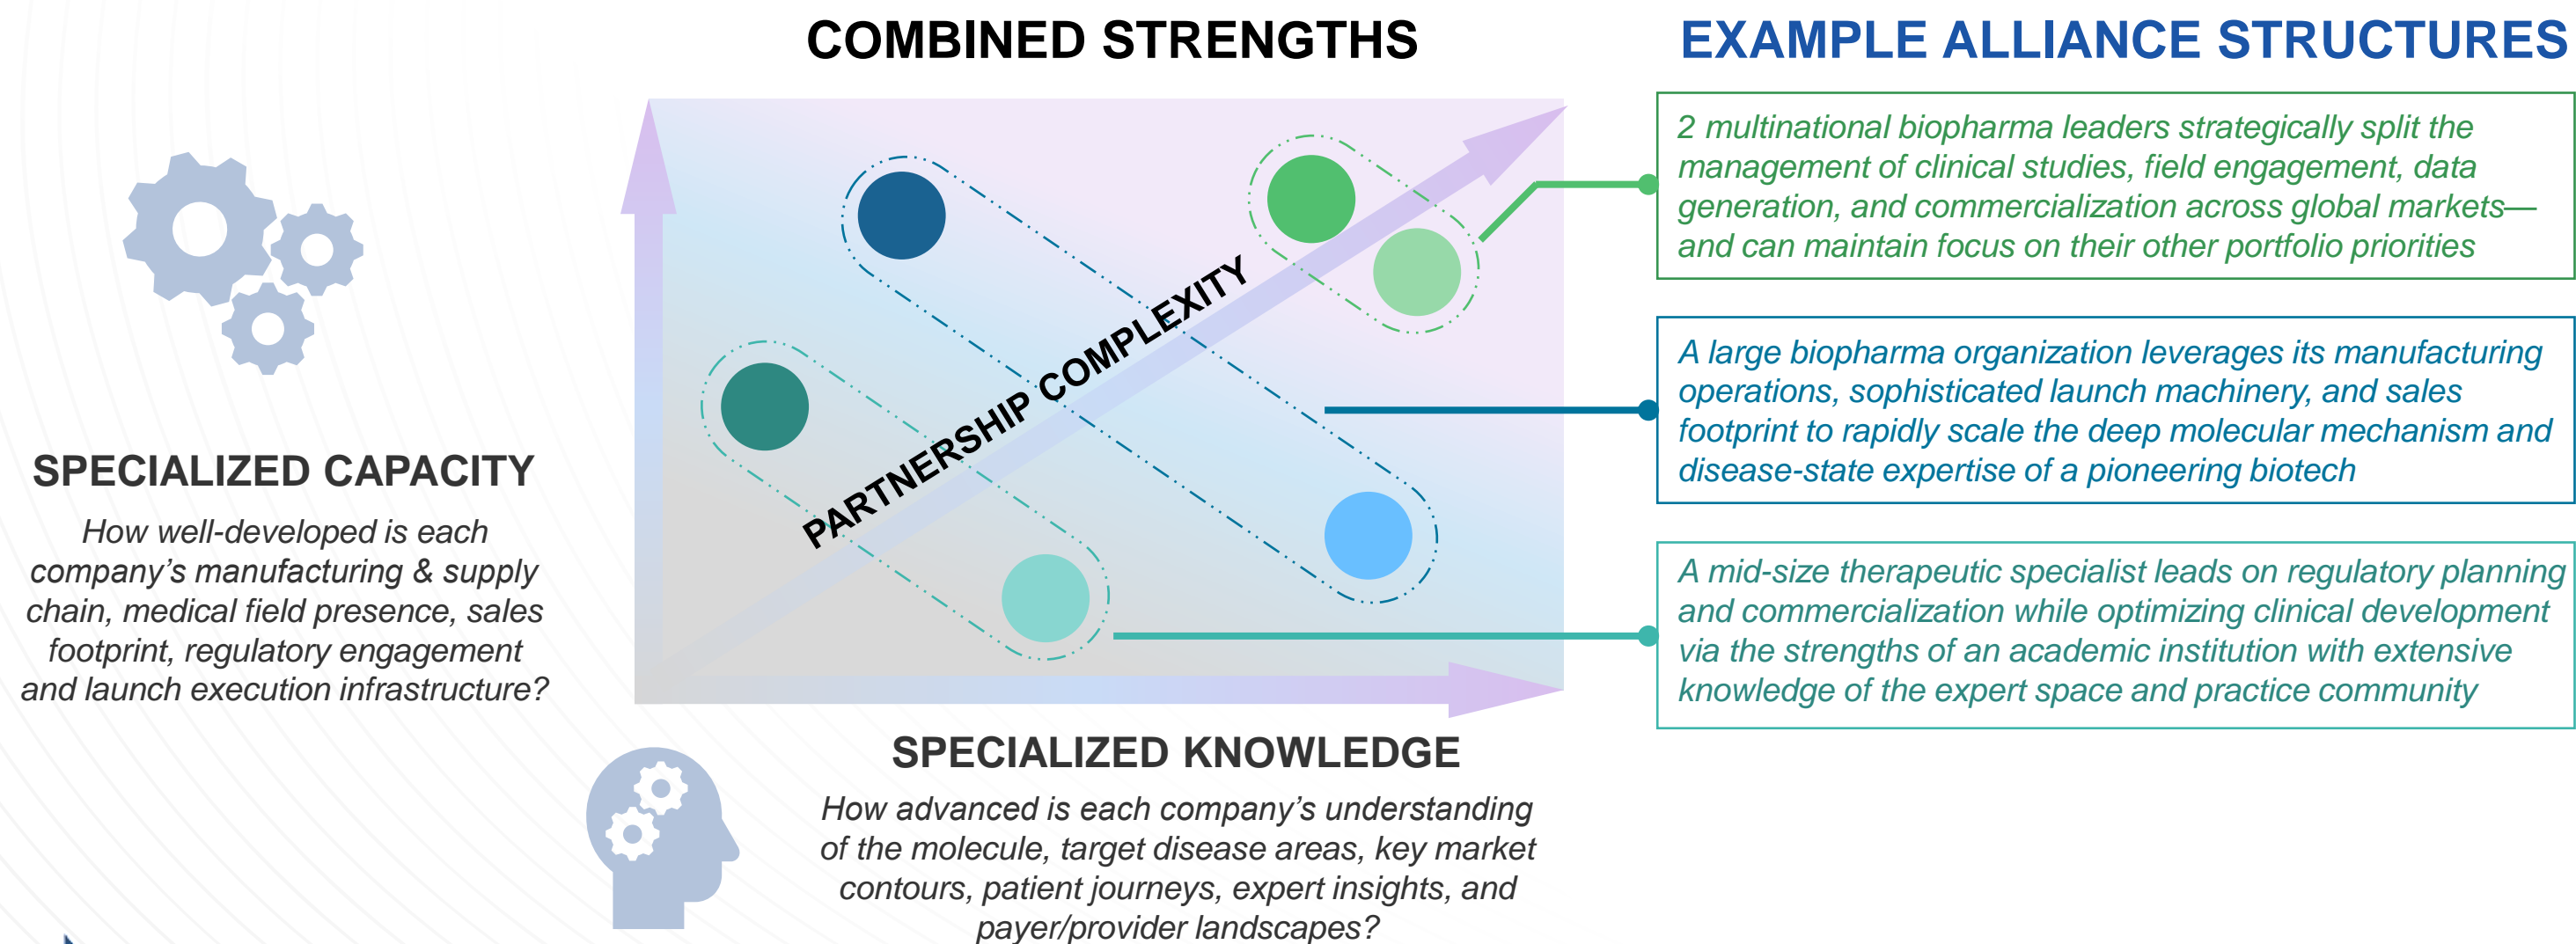 COMBINED STRENGTHS
EXAMPLE ALLIANCE STRUCTURES
SPECIALIZED CAPACITY
How well-developed is each
company’s manufacturing & supply
chain, medical field presence, sales
footprint, regulatory engagement
and launch execution infrastructure?
PARTNERSHIP COMPLEXITY
SPECIALIZED KNOWLEDGE
How advanced is each company’s understanding
of the molecule, target disease areas, key market
contours, patient journeys, expert insights, and
payer/provider landscapes?
2 multinational biopharma leaders strategically split the
management of clinical studies, field engagement, data
generation, and commercialization across global markets—
and can maintain focus on their other portfolio priorities
A large biopharma organization leverages its manufacturing
operations, sophisticated launch machinery, and sales
footprint to rapidly scale the deep molecular mechanism and
disease-state expertise of a pioneering biotech
A mid-size therapeutic specialist leads on regulatory planning
and commercialization while optimizing clinical development
via the strengths of an academic institution with extensive
knowledge of the expert space and practice community